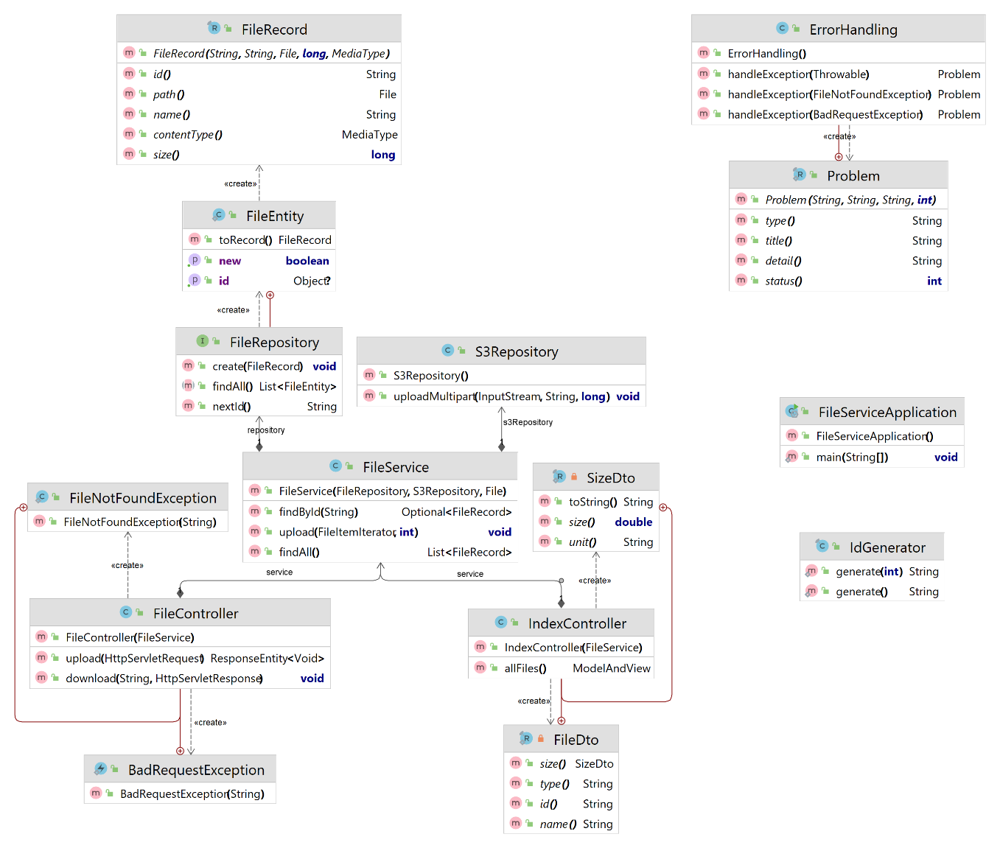 FileRecord
FileRecord(String, String, File, long, MediaType)
id() String
path() File
name() String
contentType() MediaType
size() long
«create»
FileEntity
toRecord() FileRecord
new boolean
id Object?
«create»
FileRepository
create(FileRecord) void
findAll() List<FileEntity>
nextId() String
S3Repository
S3Repository()
uploadMultipart(InputStream, String, long) void
repository
1
s3Repository
1
FileService
FileService(FileRepository, S3Repository, File)
findById(String) Optional<FileRecord>
upload(FileItemIterator, int) void
findAll() List<FileRecord>
SizeDto
toString() String
size() double
unit() String
FileNotFoundException
FileNotFoundException(String)
«create»
service
1
service
1
«create»
FileController
FileController(FileService)
upload(HttpServletRequest) ResponseEntity<Void>
download(String, HttpServletResponse) void
IndexController
IndexController(FileService)
allFiles() ModelAndView
«create»
«create»
BadRequestException
BadRequestException(String)
FileDto
size() SizeDto
type() String
id() String
name() String
ErrorHandling
ErrorHandling()
handleException(Throwable) Problem
handleException(FileNotFoundException) Problem
handleException(BadRequestException) Problem
«create»
Problem
Problem(String, String, String, int)
type() String
title() String
detail() String
status() int
FileServiceApplication
FileServiceApplication()
main(String[]) void
IdGenerator
generate(int) String
generate() String